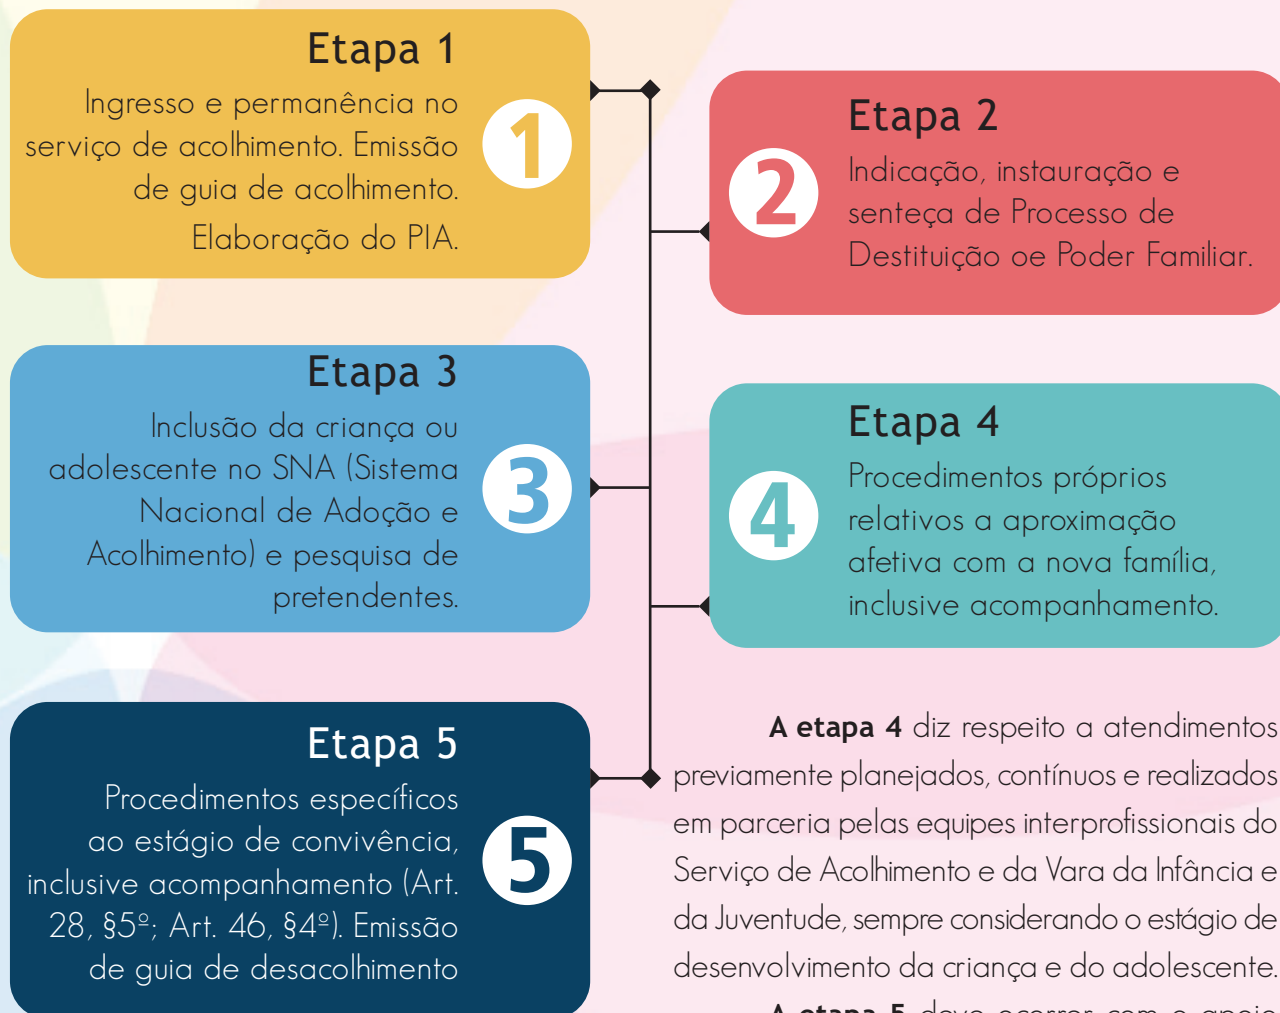 Etapa 1
Ingresso e permanência no
serviço de acolhimento. Emissão
de guia de acolhimento.
Elaboração do PIA.
1
Etapa 2
2
Indicação, instauração e
senteça de Processo de
Destituição oe Poder Familiar.
Etapa 3
Inclusão da criança ou
adolescente no SNA (Sistema
Nacional de Adoção e
Acolhimento) e pesquisa de
pretendentes.
3
Etapa 4
4
Procedimentos próprios
relativos a aproximação
afetiva com a nova família,
inclusive acompanhamento.
Etapa 5
Procedimentos específicos
ao estágio de convivência,
inclusive acompanhamento (Art.
28, §5º; Art. 46, §4º). Emissão
de guia de desacolhimento
5
A etapa 4 diz respeito a atendimentos
previamente planejados, contínuos e realizados
em parceria pelas equipes interprofissionais do
Serviço de Acolhimento e da Vara da Infância e
da Juventude, sempre considerando o estágio de
desenvolvimento da criança e do adolescente.
A etapa 5 deve ocorrer com o apoio